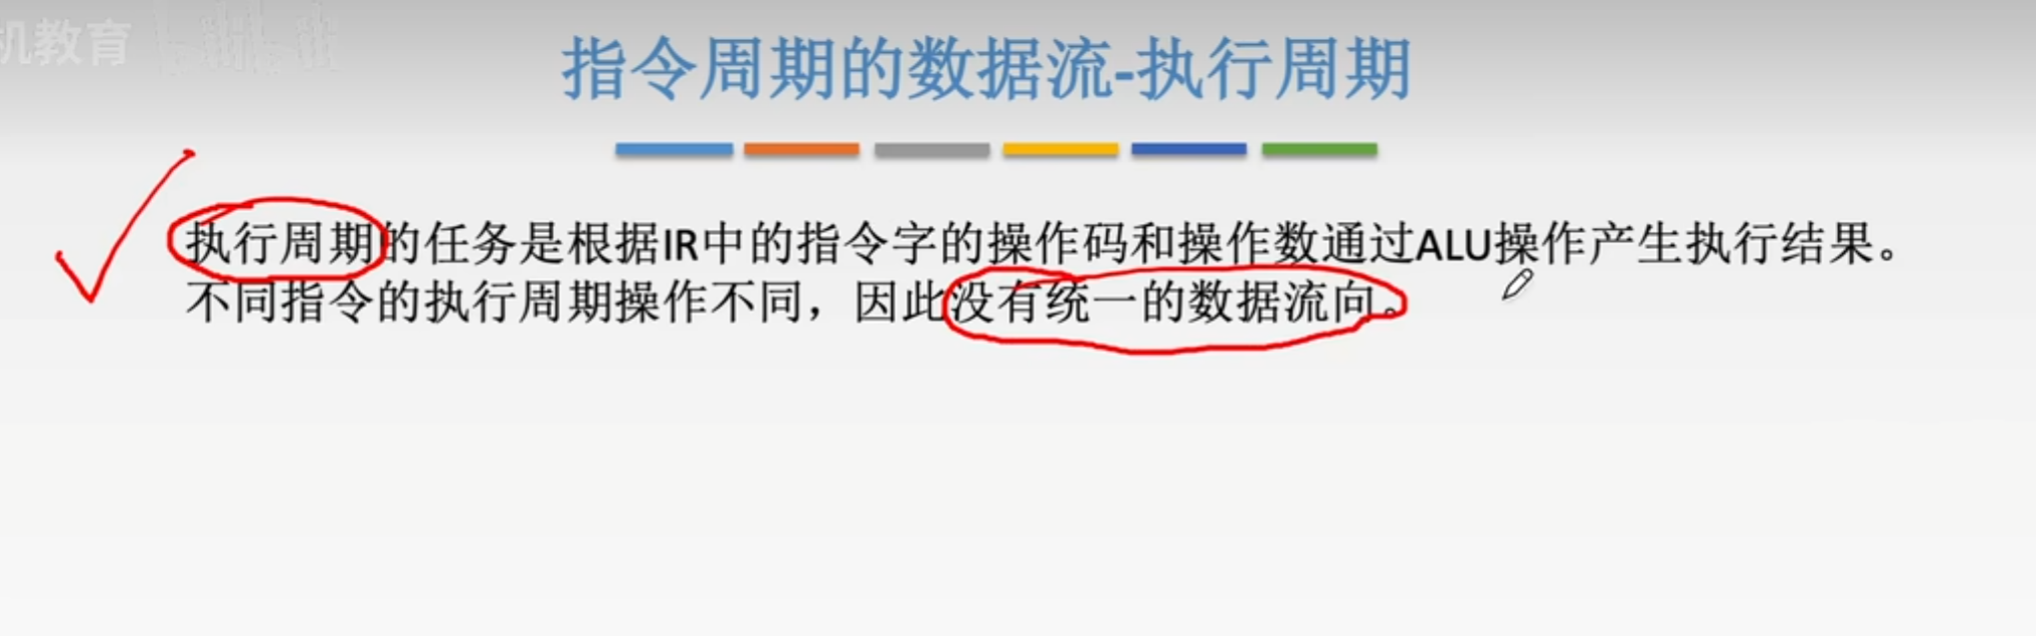 机教育
指令周期的数据流-执行周期
执行周期的任务是根据IR中的指令字的操作码和操作数通过ALU操作产生执行结果。
不同指令的执行周期操作不同，因此没有统一的数据流向。